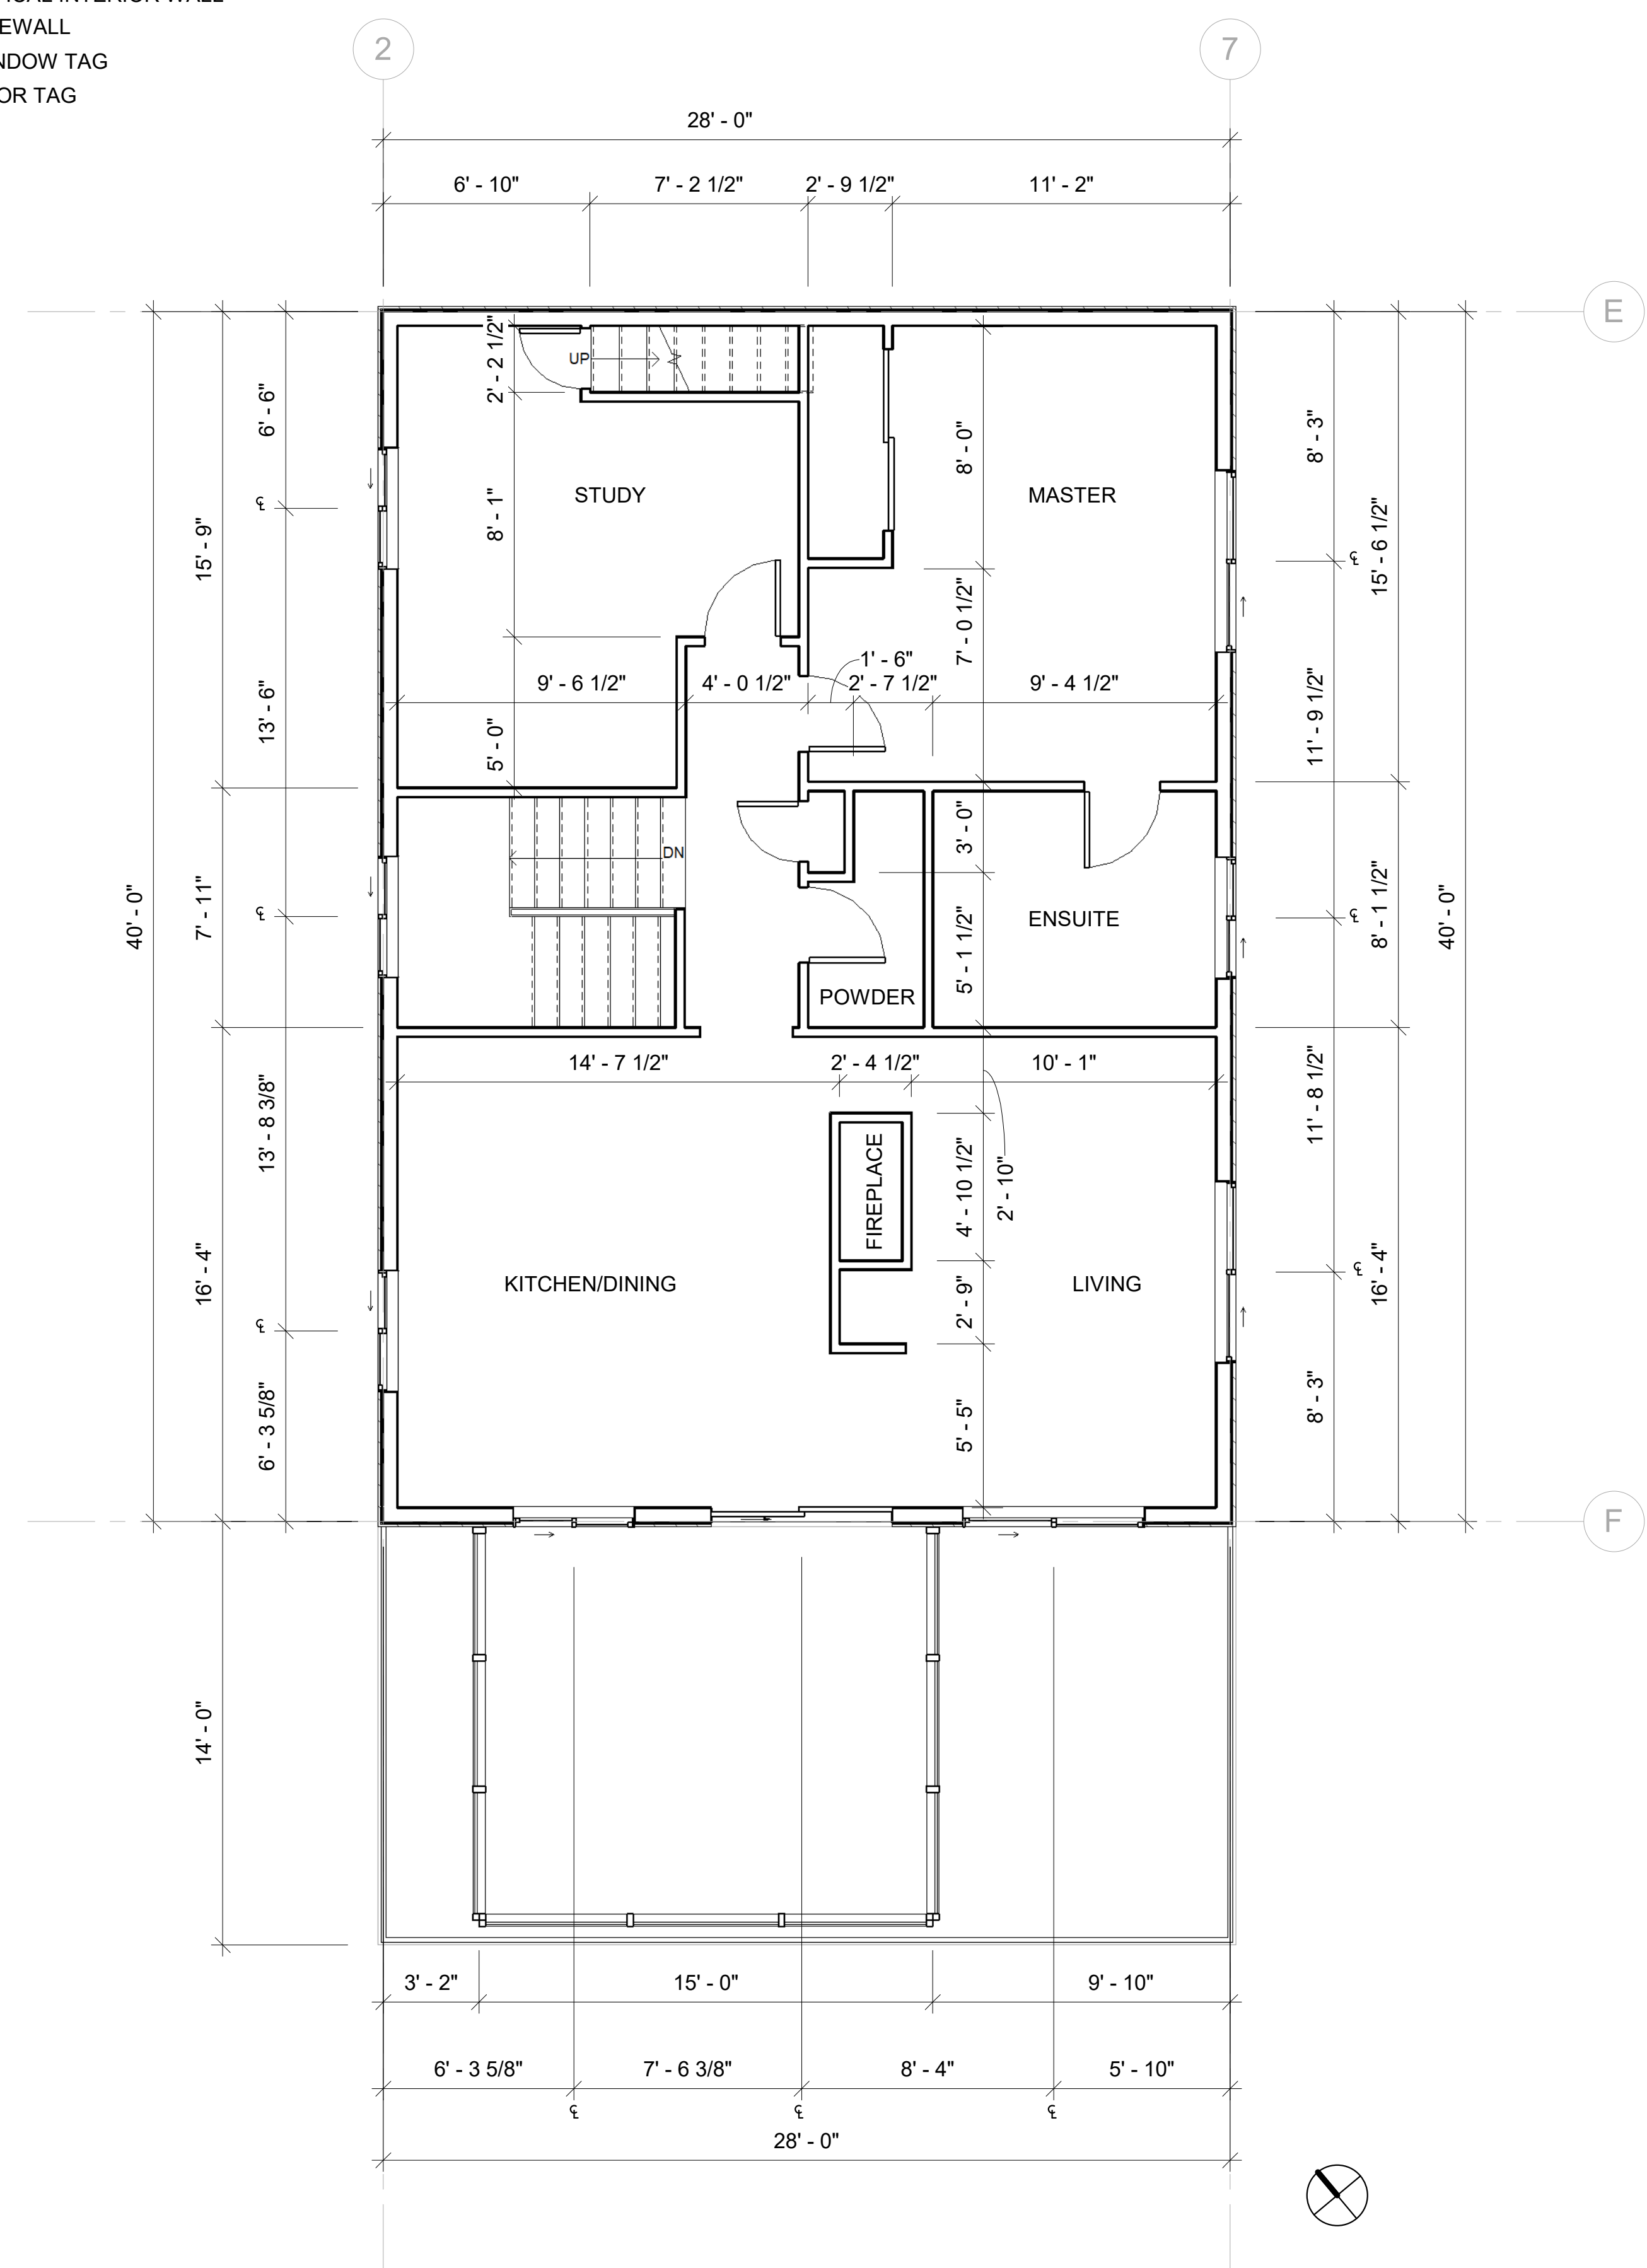 EWALL
OR TAG
2
7
28' - 0"
6' - 10"
7' - 2 1/2"
2' - 9 1/2"
11' - 2"
E
2' - 2 1/2"
UP
6' - 6"
8' - 3"
8' - 0"
STUDY
MASTER
8' - 1"
15' - 9"
15' - 6 1/2"
℄
℄
7' - 0 1/2"
1' - 6"
9' - 6 1/2"
4' - 0 1/2"
2' - 7 1/2"
9' - 4 1/2"
13' - 6"
11' - 9 1/2"
5' - 0"
3' - 0"
DN
40' - 0"
7' - 11"
℄
ENSUITE
℄
8' - 1 1/2"
40' - 0"
5' - 1 1/2"
POWDER
14' - 7 1/2"
2' - 4 1/2"
10' - 1"
13' - 8 3/8"
11' - 8 1/2"
FIREPLACE
4' - 10 1/2"
2' - 10"
16' - 4"
℄
16' - 4"
KITCHEN/DINING
LIVING
2' - 9"
℄
6' - 3 5/8"
5' - 5"
8' - 3"
F
14' - 0"
3' - 2"
15' - 0"
9' - 10"
6' - 3 5/8"
7' - 6 3/8"
8' - 4"
5' - 10"
℄
℄
℄
28' - 0"